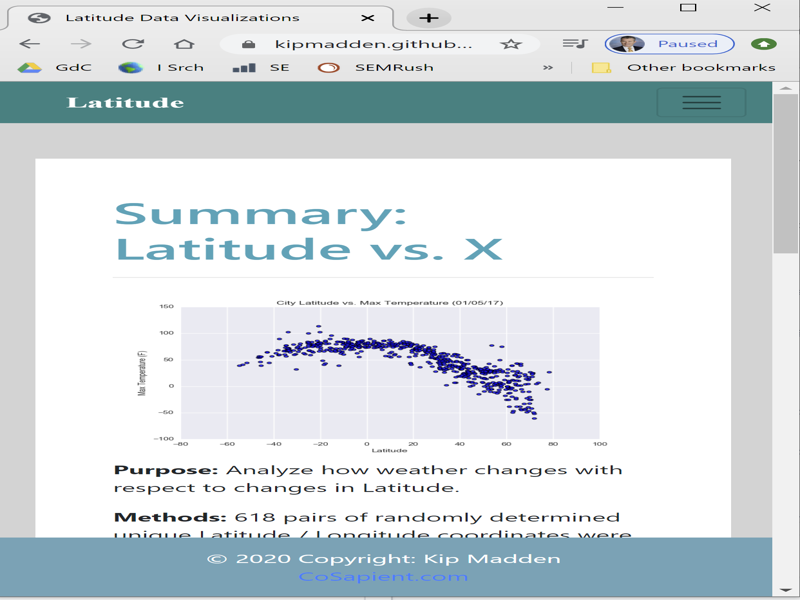 Latitude Data Visualizations
kipmadden.github...
Paused
GdC
I Srch
SE
SEMRush
»
Other bookmarks
Latitude
Summary:
Latitude vs. X
City Latitude vs. Max Temperature (01/05/17)
150
100
50
0
−50
−100
Max Temperature (F)
−80 −60 −40 −20 0 20 40 60 80 100
Latitude
Purpose: Analyze how weather changes with
respect to changes in Latitude.
Methods: 618 pairs of randomly determined
unique Latitude / Longitude coordinates were
© 2020 Copyright: Kip Madden
CoSapient.com